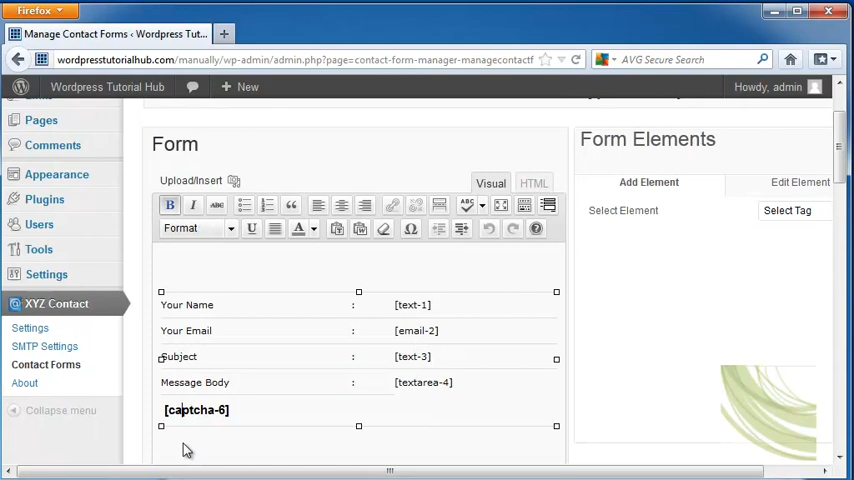 Firefox
Manage Contact Forms ‹ Wordpress Tut...
wordpresstutorialhub.com/manually/wp-admin/admin.php?page=contact-form-manager-managecontactf
AVG Secure Search
Wordpress Tutorial Hub
+ New
Howdy, admin
Pages
Comments
Appearance
Plugins
Users
Tools
Settings
XYZ Contact
Settings
SMTP Settings
Contact Forms
About
Collapse menu
Form
Upload/Insert
Visual
HTML
B I ABC
ABC
Format
U
A
Ω
Your Name : [text-1]
Your Email : [email-2]
Subject : [text-3]
Message Body : [textarea-4]
[captcha-6]
Form Elements
Add Element
Edit Element
Select Element
Select Tag